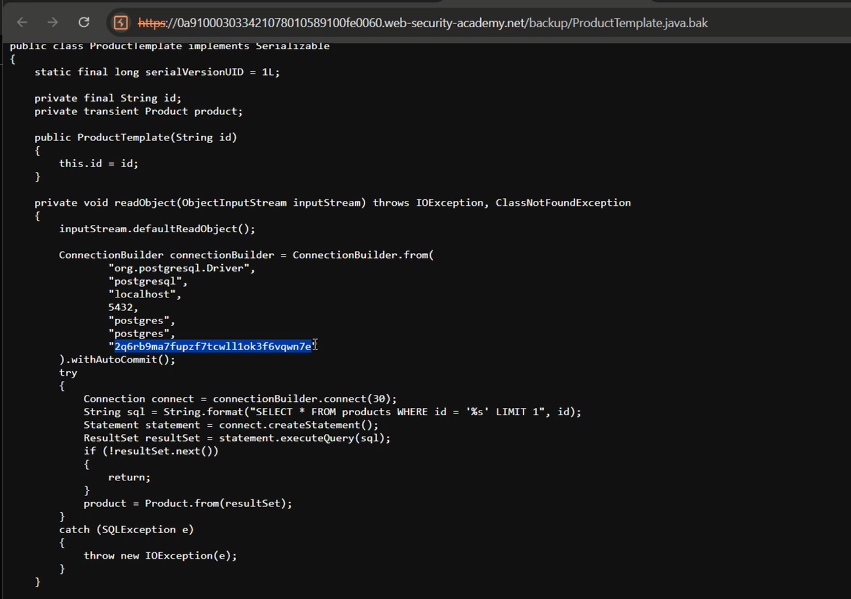 https://0a910003033421078010589100fe0060.web-security-academy.net/backup/ProductTemplate.java.bak
public class ProductTemplate implements Serializable
{
static final long serialVersionUID = 1L;
private final String id;
private transient Product product;
public ProductTemplate(String id)
{
this.id = id;
}
private void readObject(ObjectInputStream inputStream) throws IOException, ClassNotFoundException
{
inputStream.defaultReadObject();
ConnectionBuilder connectionBuilder = ConnectionBuilder.from(
"org.postgresql.Driver",
"postgresql",
"localhost",
5432,
"postgres",
"postgres",
"2q6rb9ma7fupzf7tcwll1ok3f6vqwn7e"
).withAutoCommit();
try
{
Connection connect = connectionBuilder.connect(30);
String sql = String.format("SELECT * FROM products WHERE id = '%s' LIMIT 1", id);
Statement statement = connect.createStatement();
ResultSet resultSet = statement.executeQuery(sql);
if (!resultSet.next())
{
return;
}
product = Product.from(resultSet);
}
catch (SQLException e)
{
throw new IOException(e);
}
}